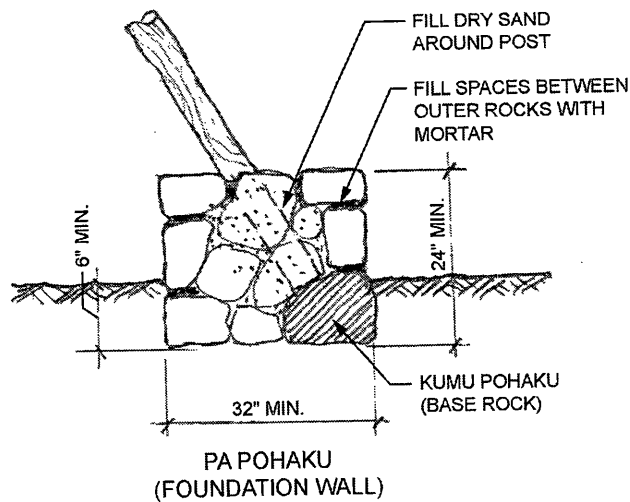 FILL DRY SAND
AROUND POST
FILL SPACES BETWEEN
OUTER ROCKS WITH
MORTAR
6" MIN.
24" MIN.
KUMU POHAKU
(BASE ROCK)
32" MIN.
PA POHAKU
(FOUNDATION WALL)